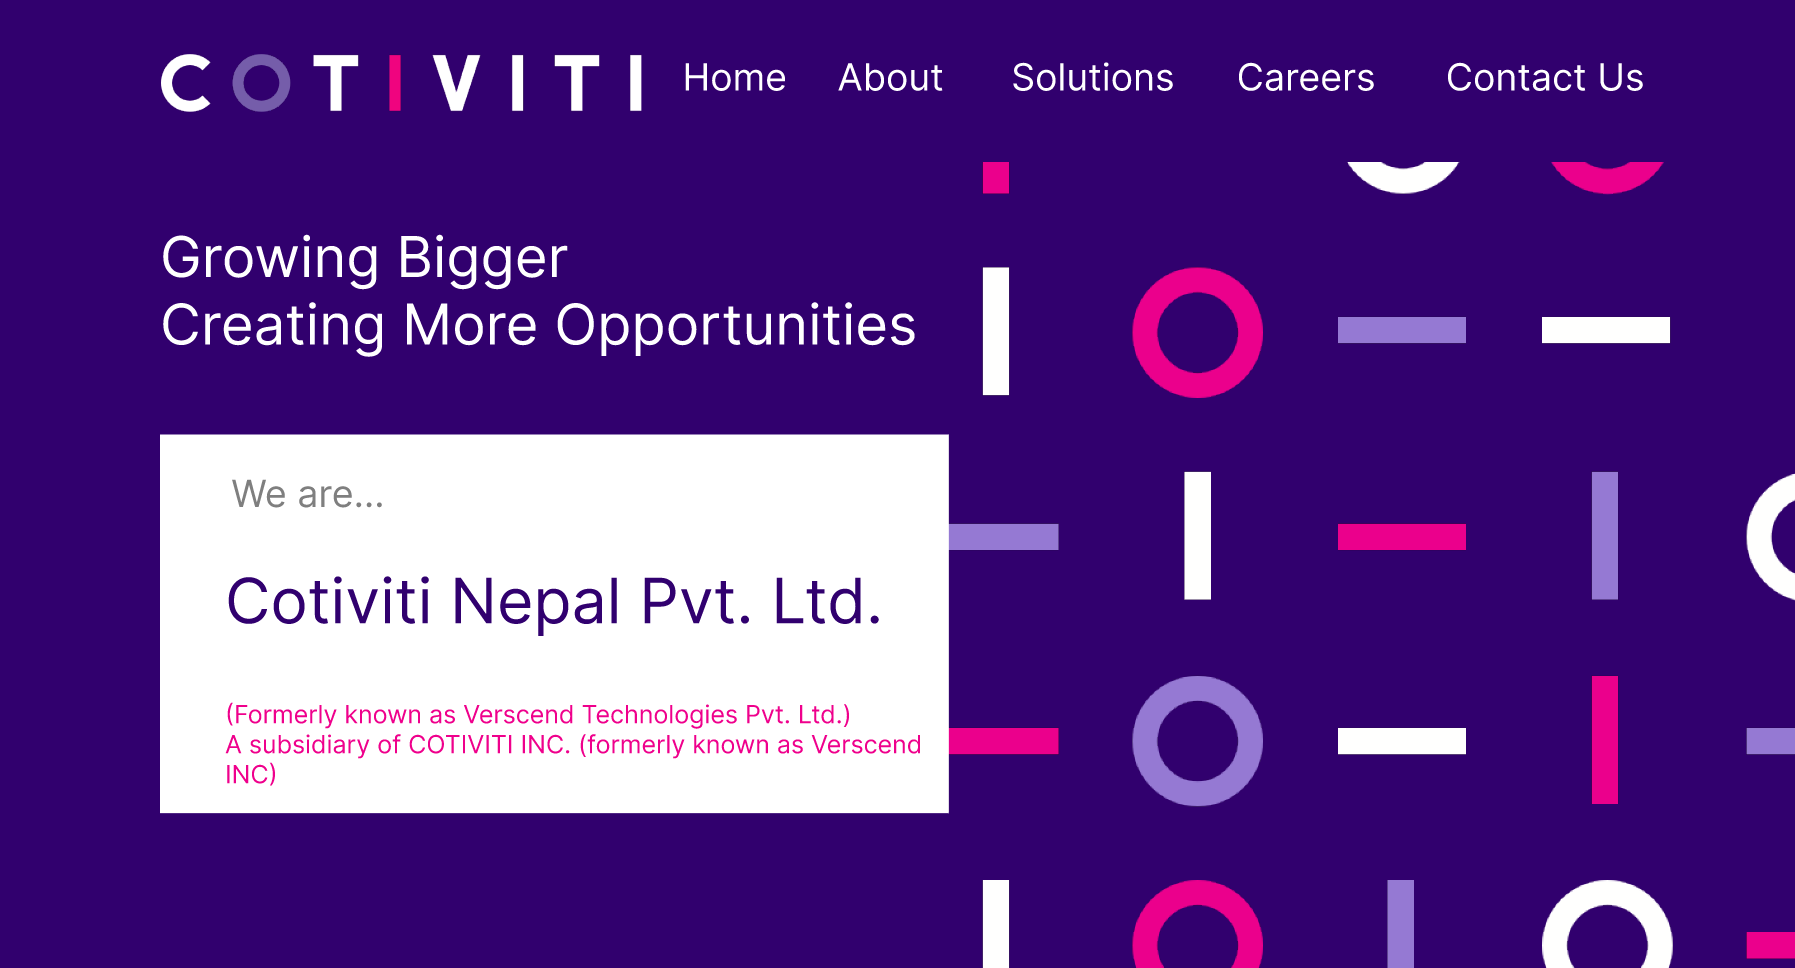 COTIVITI Home About Solutions Careers Contact Us
Growing Bigger
Creating More Opportunities
We are...
Cotiviti Nepal Pvt. Ltd.
(Formerly known as Verscend Technologies Pvt. Ltd.)
A subsidiary of COTIVITI INC. (formerly known as Verscend
INC)